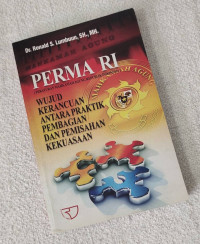 Dr. Ronald S. Lumbuun, SH., MH.
PERMA RI
WUJUD
KERANCUAN
ANTARA PRAKTIK
PEMBAGIAN
DAN PEMISAHAN
KEKUASAAN